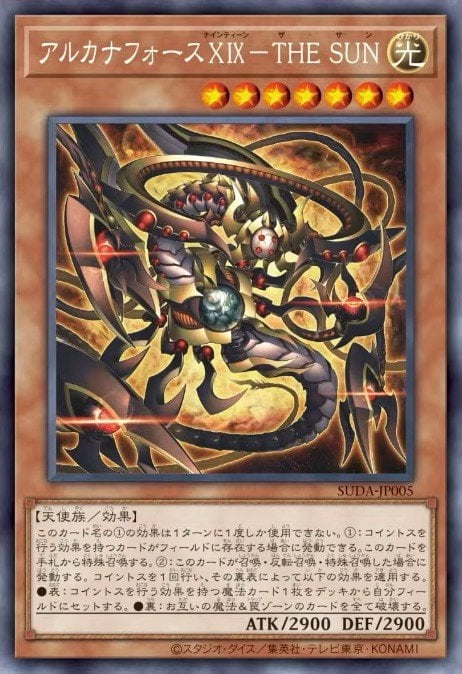 ナインティーン ザ・サン
アルカナフォースXIX－THE SUN
ひかり
光
SUDA-JP005
【天使族／効果】
このカード名の①の効果は1ターンに1度しか使用できない。①：コイントスを
行う効果を持つカードがフィールドに存在する場合に発動できる。このカードを
手札から特殊召喚する。②：このカードが召喚・反転召喚・特殊召喚した場合に
発動する。コイントスを1回行い、その裏表によって以下の効果を適用する。
●表：コイントスを行う効果を持つ魔法カード1枚をデッキから自分フィー
ルドにセットする。●裏：お互いの魔法＆罠ゾーンのカードを全て破壊する。
ATK/2900 DEF/2900
©スタジオ・ダイス／集英社・テレビ東京・KONAMI